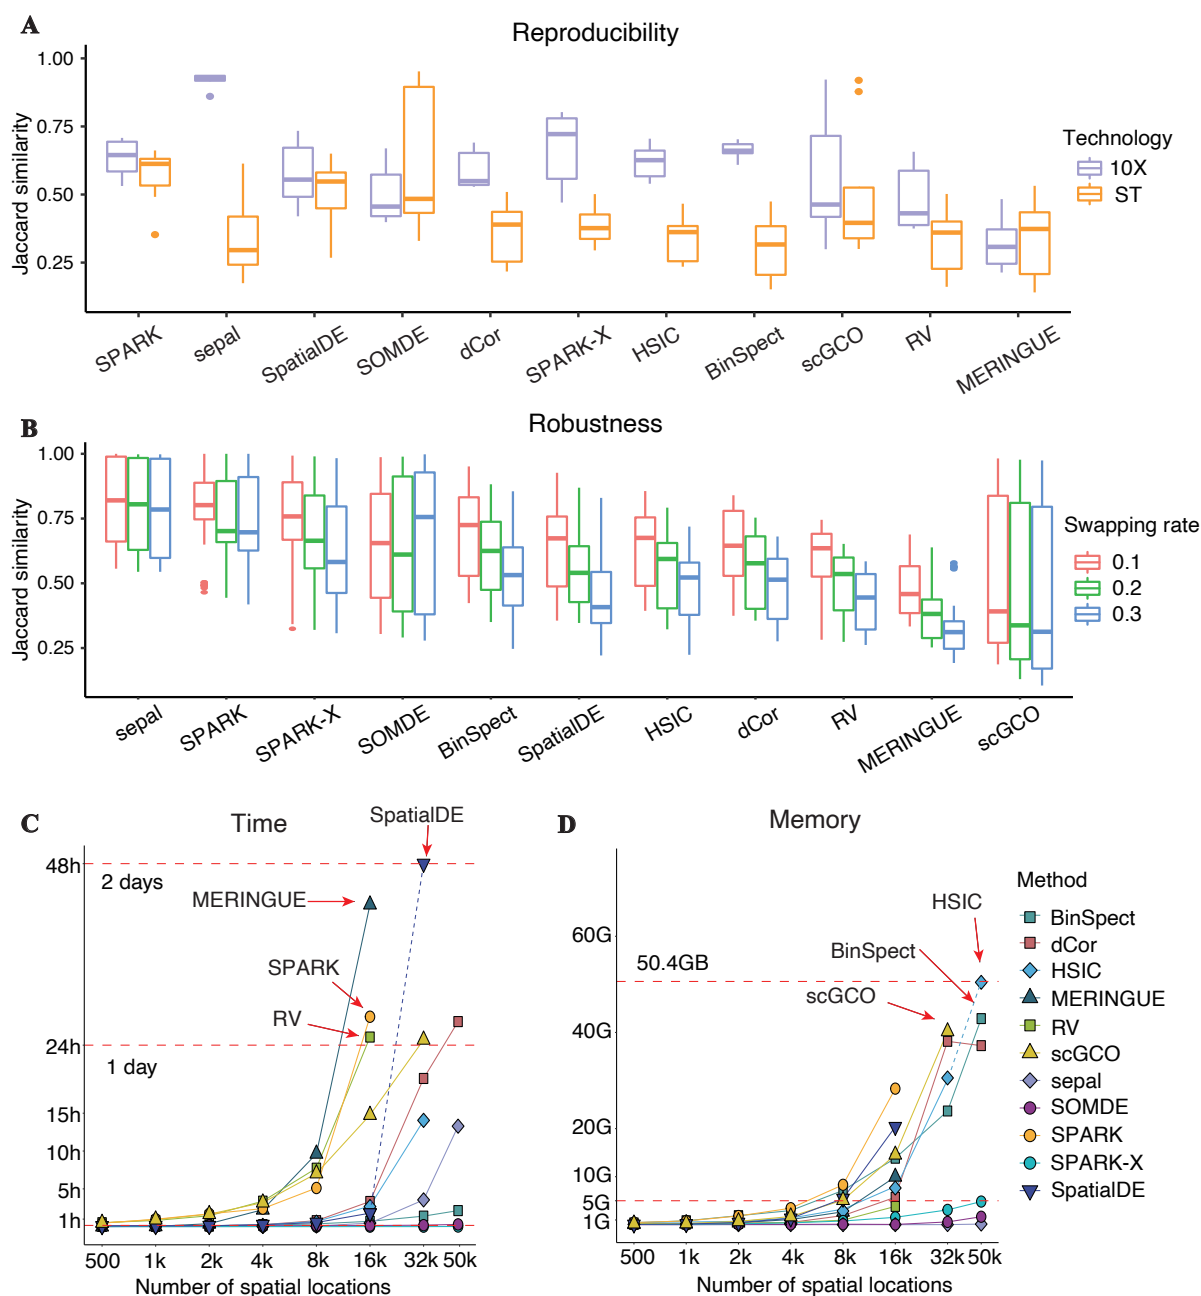 A
Reproducibility
Jaccard similarity
1.00
0.75
0.50
0.25
Technology
10X
ST
SPARK
sepal
SpatialDE
SOMDE
dCor
SPARK-X
HSIC
BinSpect
scGCO
RV
MERINGUE
B
Robustness
Jaccard similarity
1.00
0.75
0.50
0.25
Swapping rate
0.1
0.2
0.3
sepal
SPARK
SPARK-X
SOMDE
BinSpect
SpatialDE
HSIC
dCor
RV
MERINGUE
scGCO
C
Time
SpatialDE
48h
2 days
MERINGUE
SPARK
RV
24h
1 day
15h
10h
5h
1h
500
1k
2k
4k
8k
16k
32k
50k
Number of spatial locations
D
Memory
HSIC
60G
BinSpect
50.4GB
scGCO
40G
20G
10G
5G
1G
500
1k
2k
4k
8k
16k
32k
50k
Number of spatial locations
Method
BinSpect
dCor
HSIC
MERINGUE
RV
scGCO
sepal
SOMDE
SPARK
SPARK-X
SpatialDE